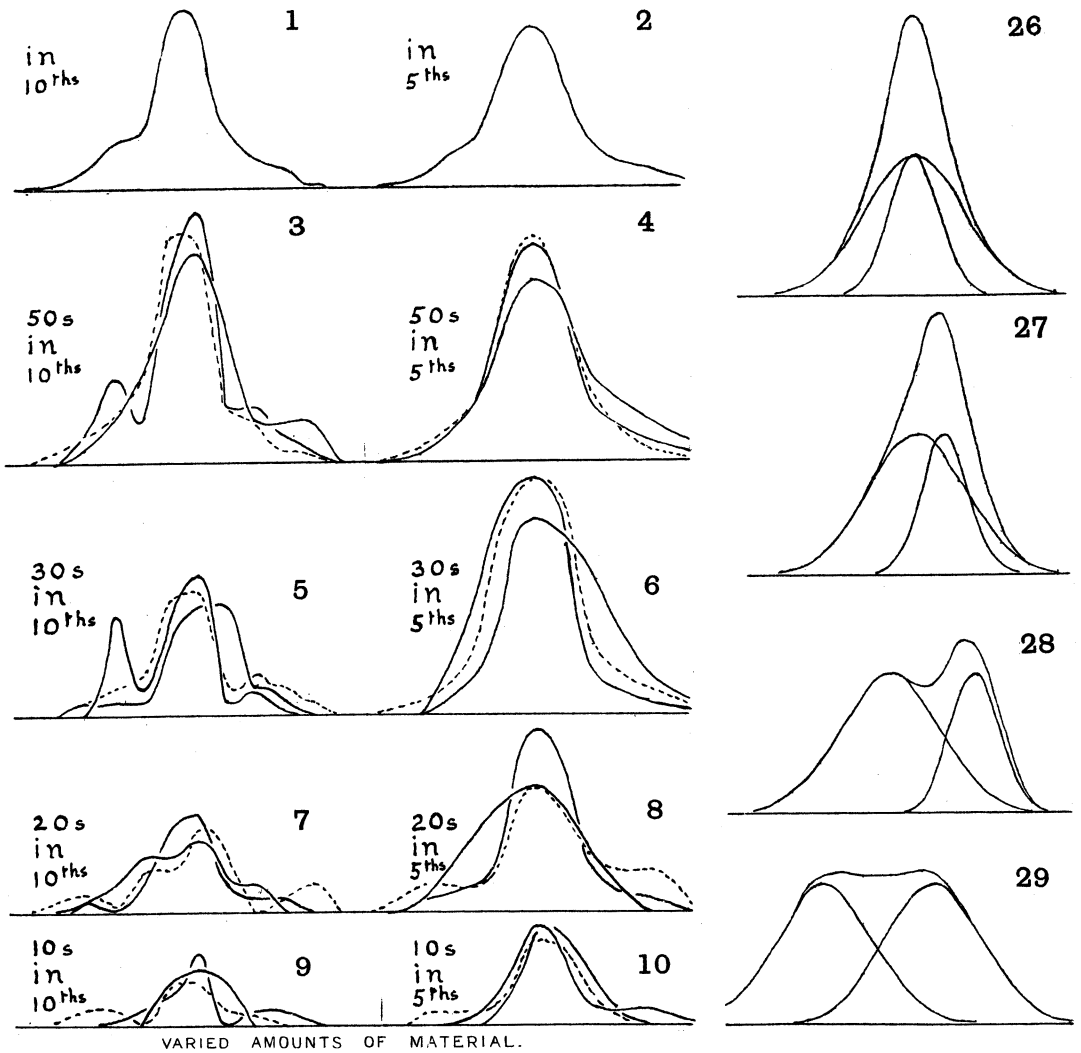 1
in
10ths
2
in
5ths
3
50s
in
10ths
4
50s
in
5ths
5
30s
in
10ths
6
30s
in
5ths
7
20s
in
10ths
8
20s
in
5ths
9
10s
in
10ths
10
10s
in
5ths
VARIED AMOUNTS OF MATERIAL.
26
27
28
29